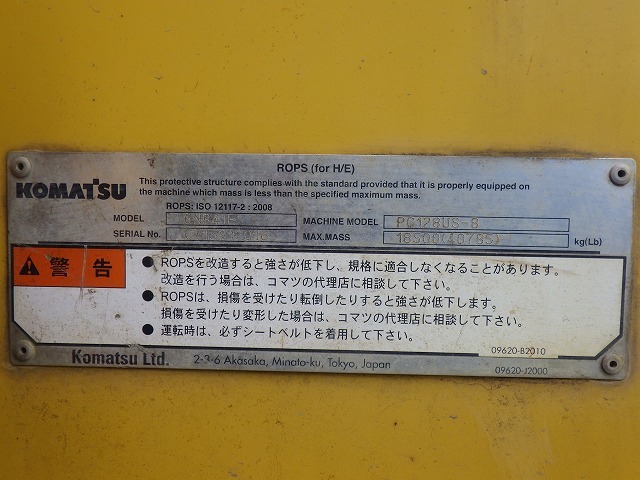 ROPS (for H/E)
KOMATSU
This protective structure complies with the standard provided that it is properly equipped on
the machine which mass is less than the specified maximum mass.
ROPS: ISO 12117-2 : 2008
MODEL MACHINE MODEL PC128US-8
SERIAL No. MAX.MASS kg(Lb)
警告
● ROPSを改造すると強さが低下し、規格に適合しなくなることがあります。
改造を行う場合は、コマツの代理店に相談して下さい。
● ROPSは、損傷を受けたり転倒したりすると強さが低下します。
損傷を受けたり変形した場合は、コマツの代理店に相談して下さい。
● 運転時は、必ずシートベルトを着用して下さい。
09620-B2010
Komatsu Ltd. 2-3-6 Akasaka, Minato-ku, Tokyo, Japan
09620-J2000